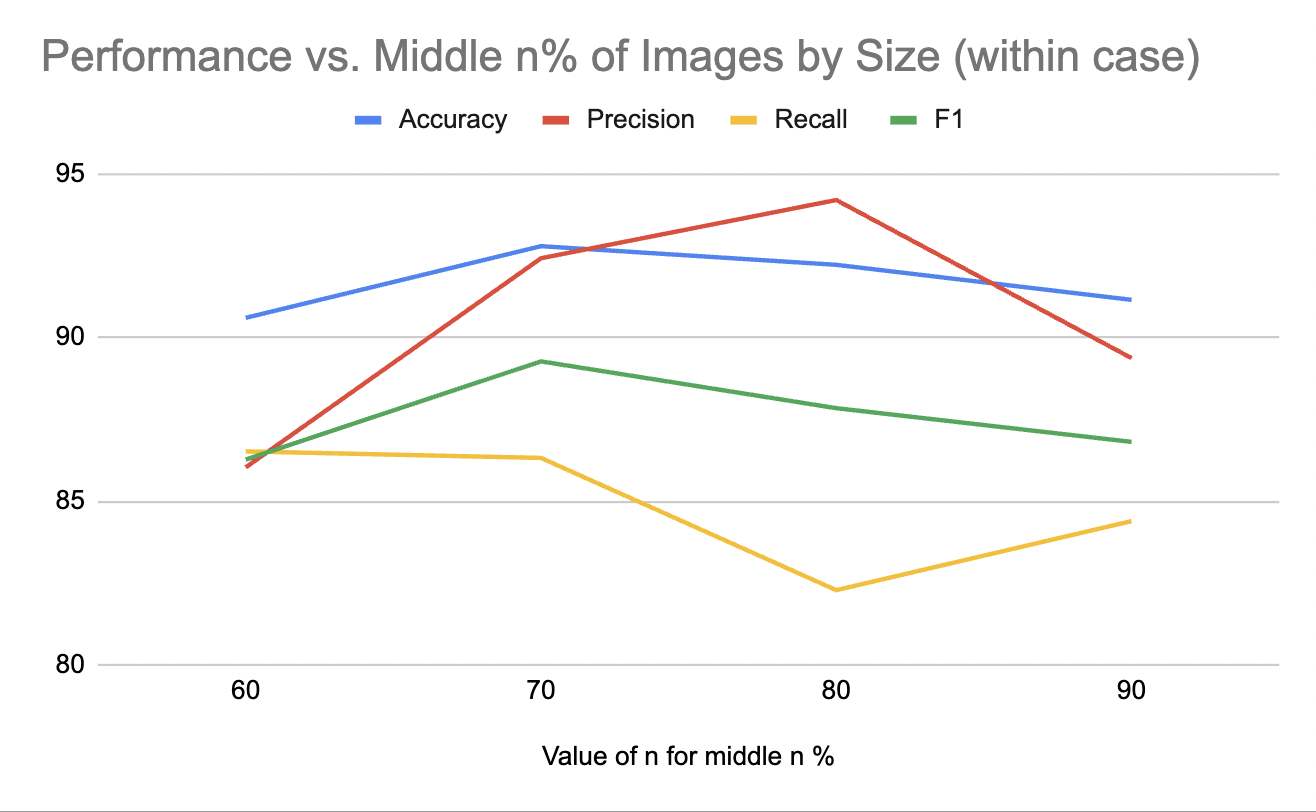 Performance vs. Middle n% of Images by Size (within case)
Accuracy Precision Recall F1
95
90
85
80
60 70 80 90
Value of n for middle n %